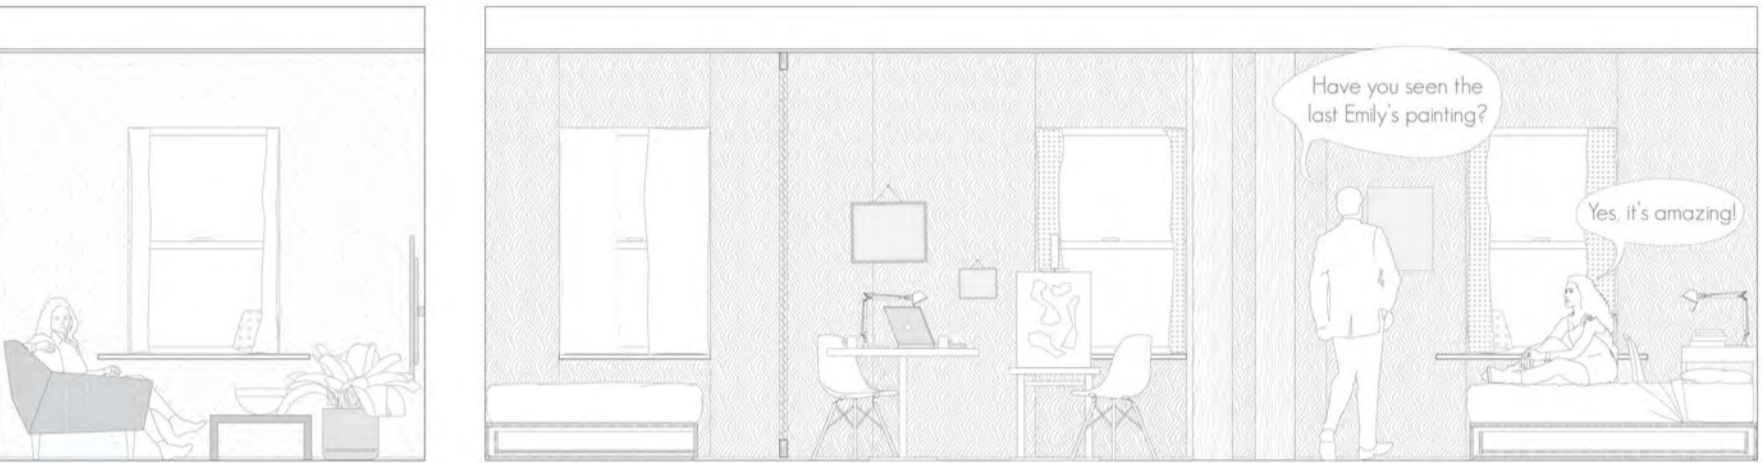 Have you seen the
last Emily's painting?
Yes, it's amazing!